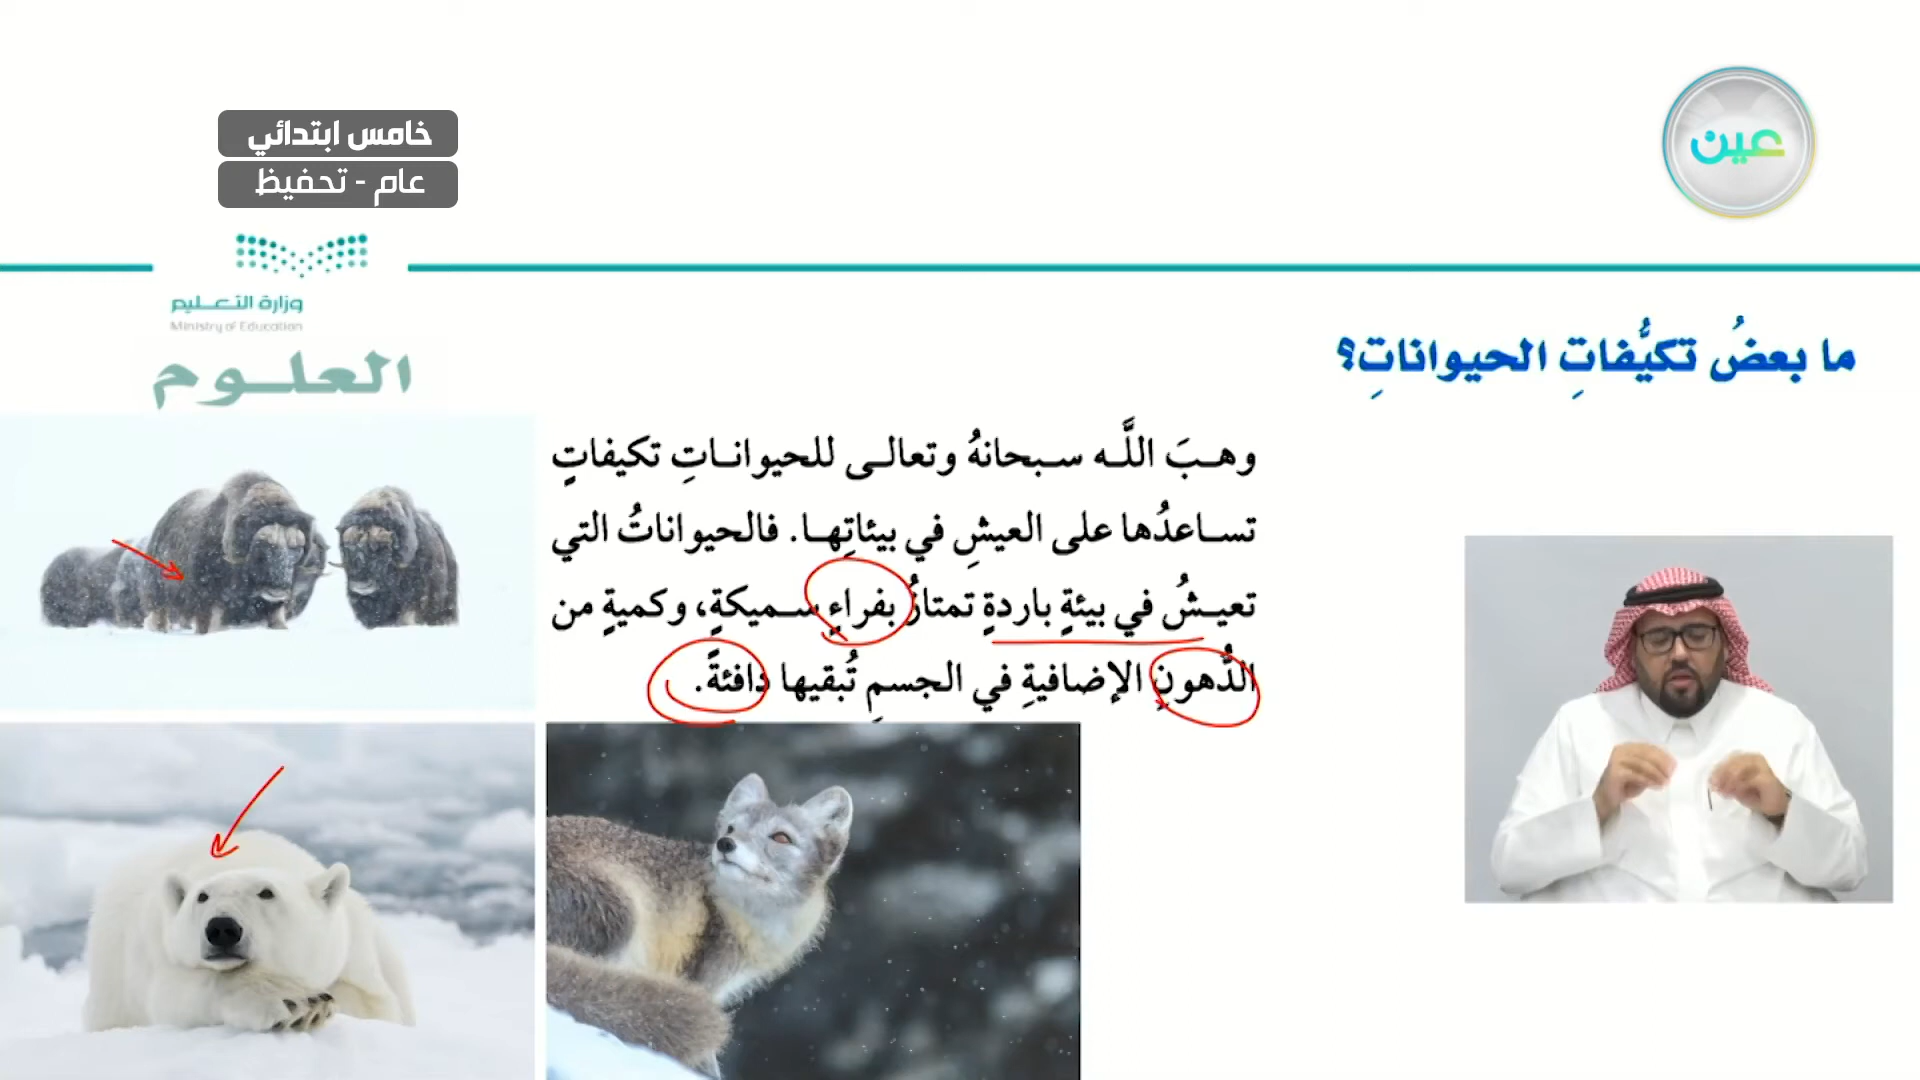 خامس ابتدائي
عام - تحفيظ
عين
وزارة التعليم
Ministry of Education
العلوم
ما بعضُ تكيُّفاتِ الحيواناتِ؟
وهبَ اللَّه سبحانهُ وتعالى للحيواناتِ تكيفاتٍ
تساعدُها على العيشِ في بيئاتِها. فالحيواناتُ التي
تعيشُ في بيئةٍ باردةٍ تمتازُ بفراءٍ سميكةٍ، وكميةٍ من
الدُّهونِ الإضافيةِ في الجسمِ تُبقيها دافئةً.